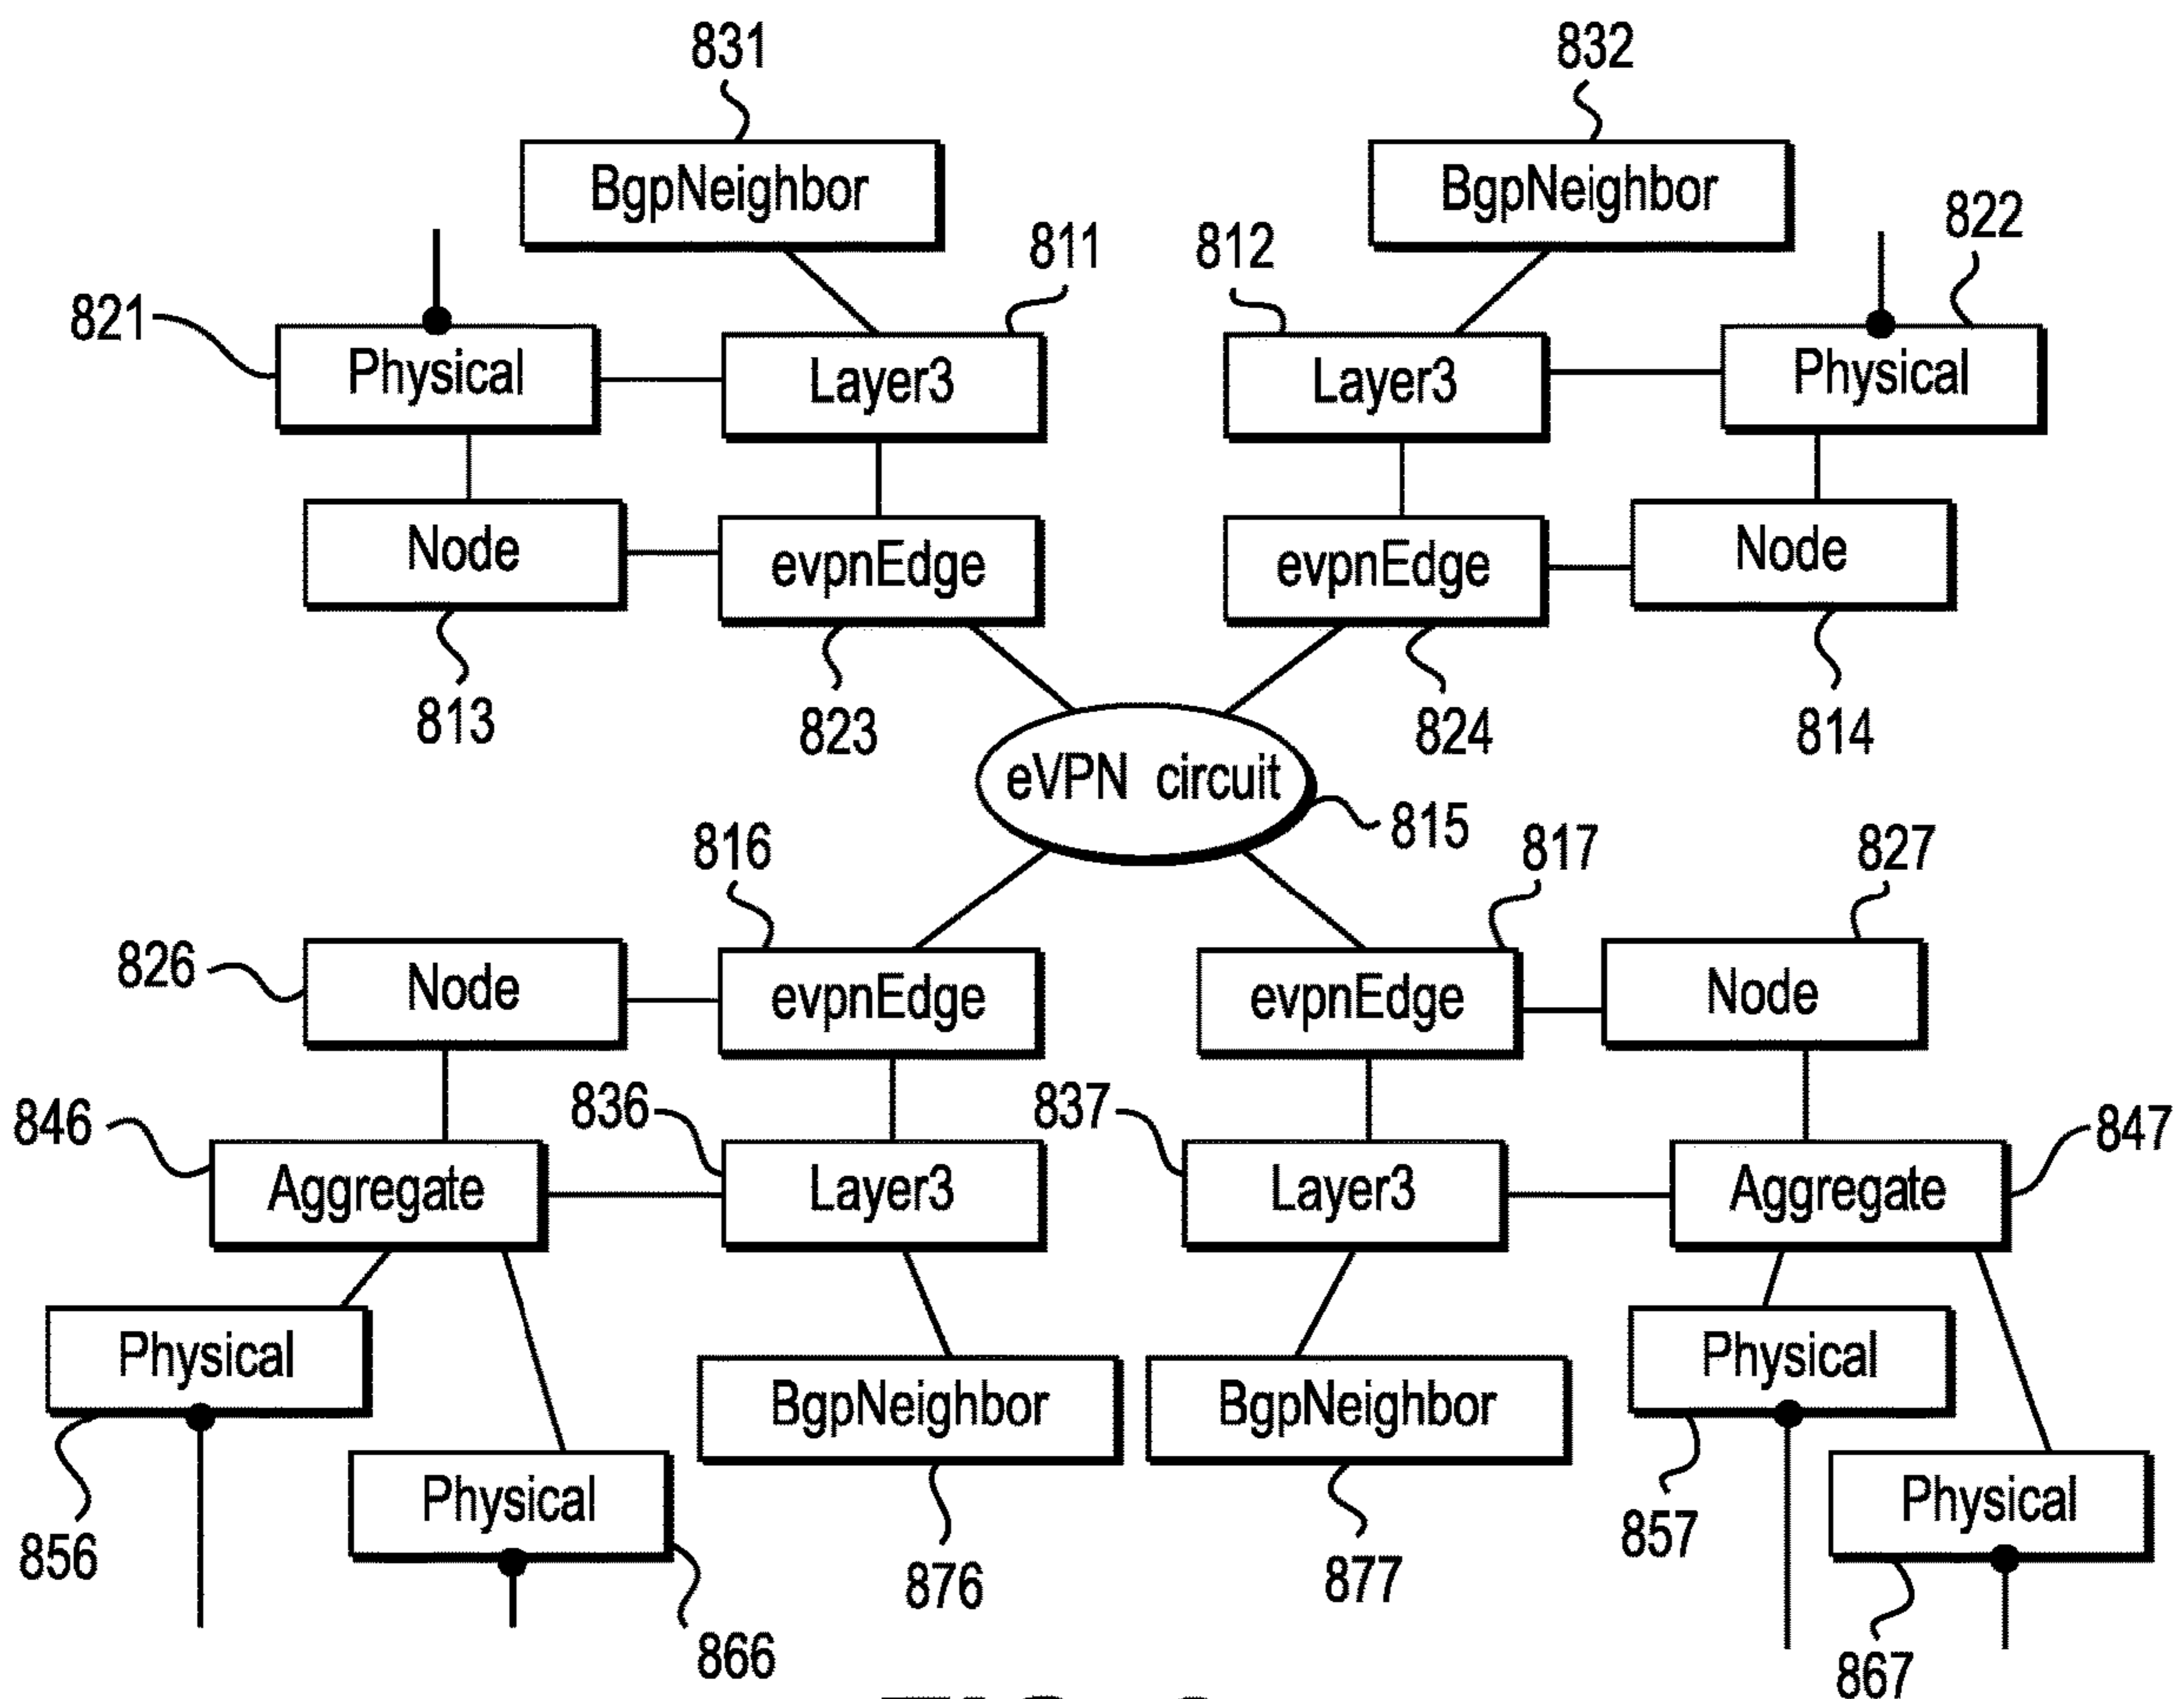 831
832
BgpNeighbor
BgpNeighbor
822
811
812
821
Physical
Layer3
Layer3
Physical
Node
evpnEdge
evpnEdge
Node
813
823
824
814
eVPN circuit
815
816
817
827
826
Node
evpnEdge
evpnEdge
Node
846
836
837
847
Aggregate
Layer3
Layer3
Aggregate
Physical
Physical
BgpNeighbor
BgpNeighbor
Physical
Physical
856
857
876
877
866
867